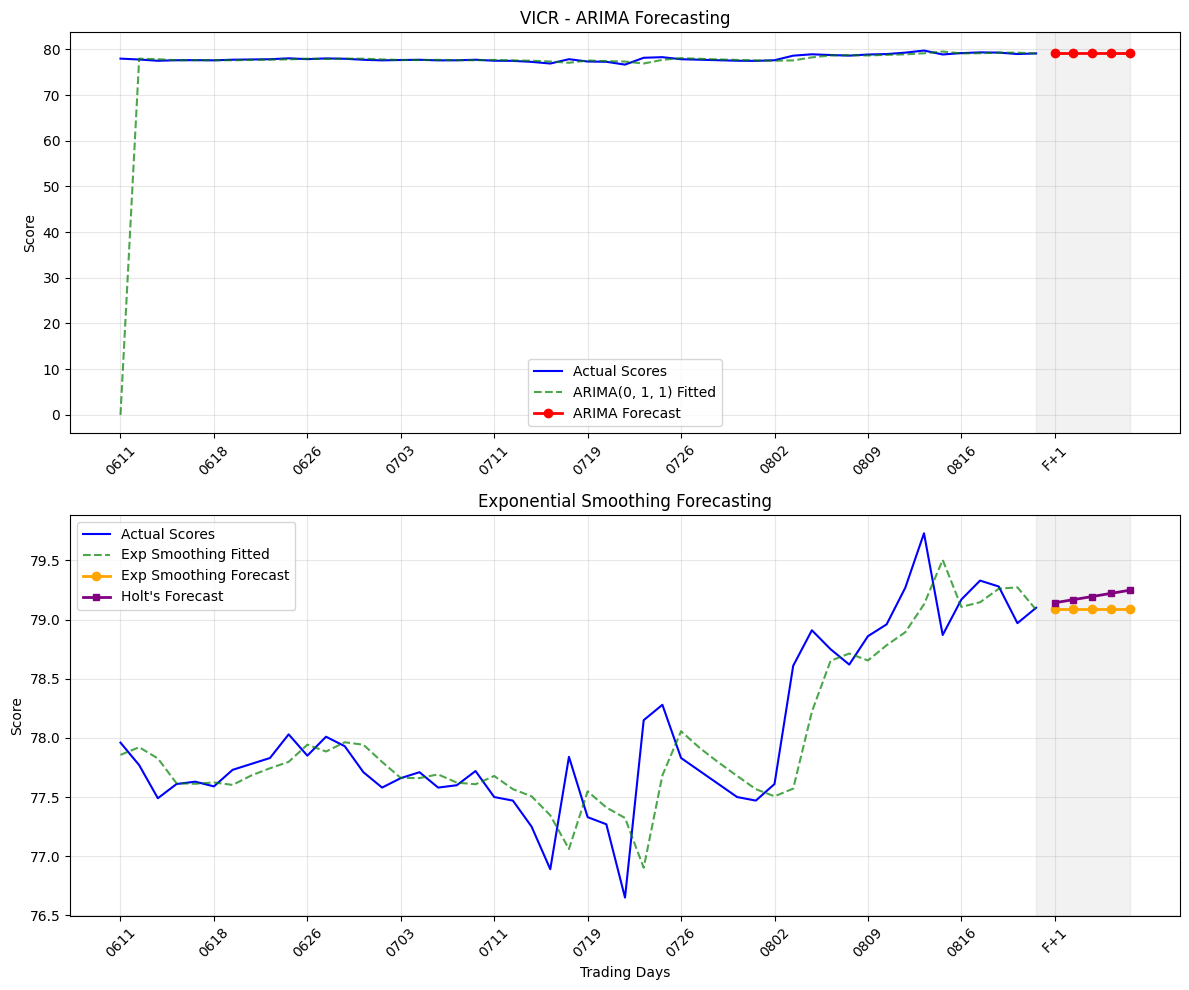 VICR - ARIMA Forecasting
Score
80
70
60
50
40
30
20
10
0
Actual Scores
ARIMA(0, 1, 1) Fitted
ARIMA Forecast
0611
0618
0626
0703
0711
0719
0726
0802
0809
0816
F+1
Exponential Smoothing Forecasting
Score
79.5
79.0
78.5
78.0
77.5
77.0
76.5
Actual Scores
Exp Smoothing Fitted
Exp Smoothing Forecast
Holt's Forecast
0611
0618
0626
0703
0711
0719
0726
0802
0809
0816
F+1
Trading Days